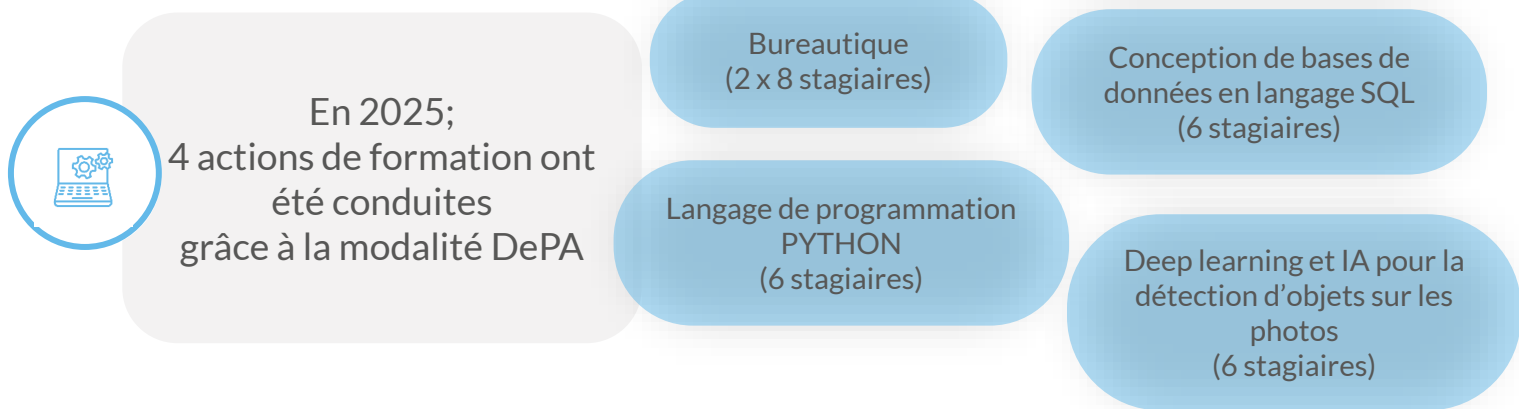 En 2025;
4 actions de formation ont
été conduites
grâce à la modalité DePA
Bureautique
(2 x 8 stagiaires)
Langage de programmation
PYTHON
(6 stagiaires)
Conception de bases de
données en langage SQL
(6 stagiaires)
Deep learning et IA pour la
détection d’objets sur les
photos
(6 stagiaires)